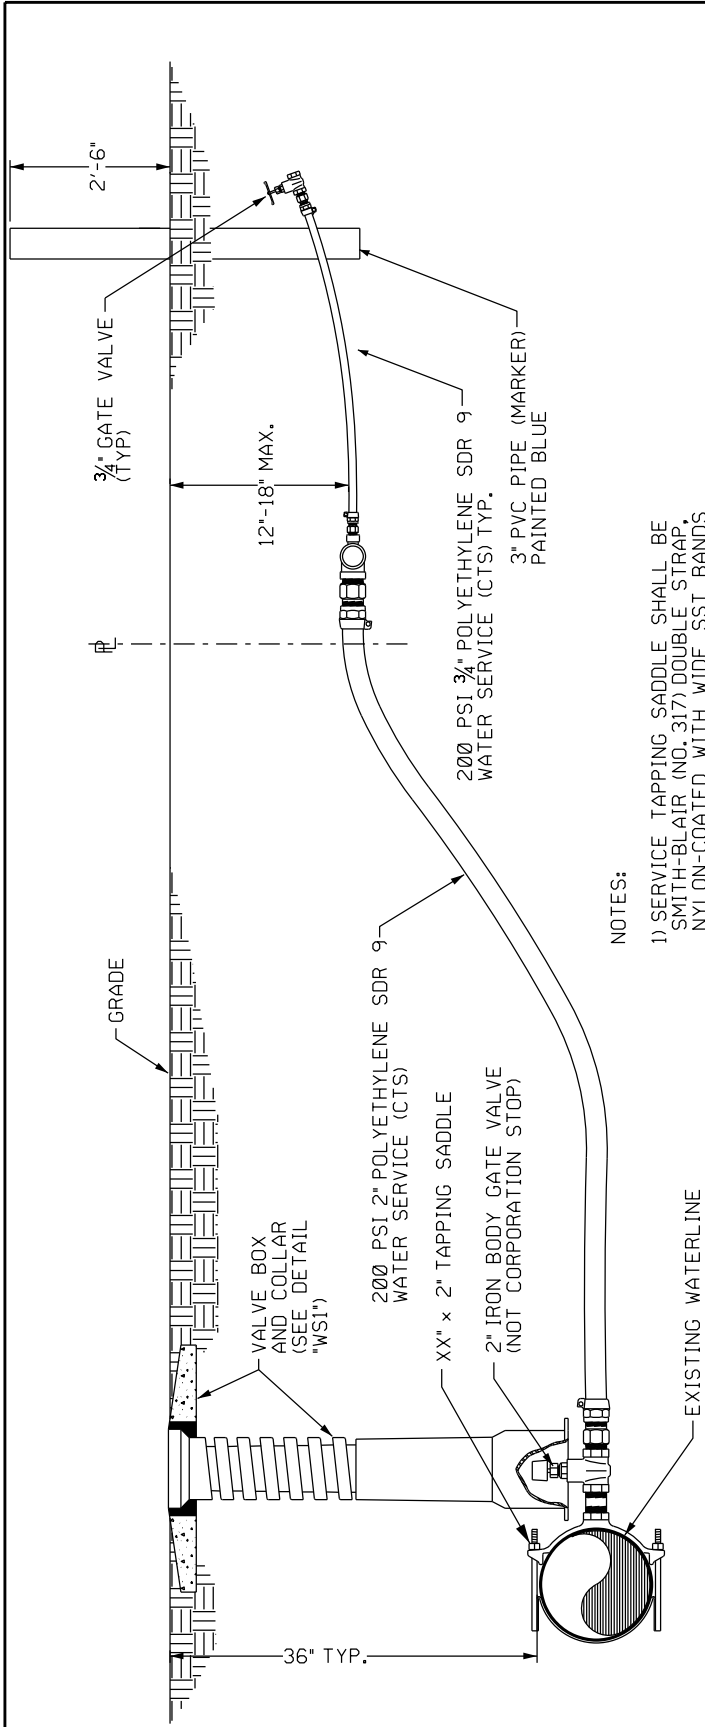 2'-6"
3/4" GATE VALVE
(TYP)
12"-18" MAX.
PL
200 PSI 3/4" POLYETHYLENE SDR 9
WATER SERVICE (CTS) TYP.
3" PVC PIPE (MARKER)
PAINTED BLUE
GRADE
VALVE BOX
AND COLLAR
(SEE DETAIL
"WS1")
200 PSI 2" POLYETHYLENE SDR 9
WATER SERVICE (CTS)
XX" x 2" TAPPING SADDLE
2" IRON BODY GATE VALVE
(NOT CORPORATION STOP)
EXISTING WATERLINE
36" TYP.
NOTES:
1) SERVICE TAPPING SADDLE SHALL BE
SMITH-BLAIR (NO. 317) DOUBLE STRAP,
NYLON-COATED WITH WIDE SST BANDS